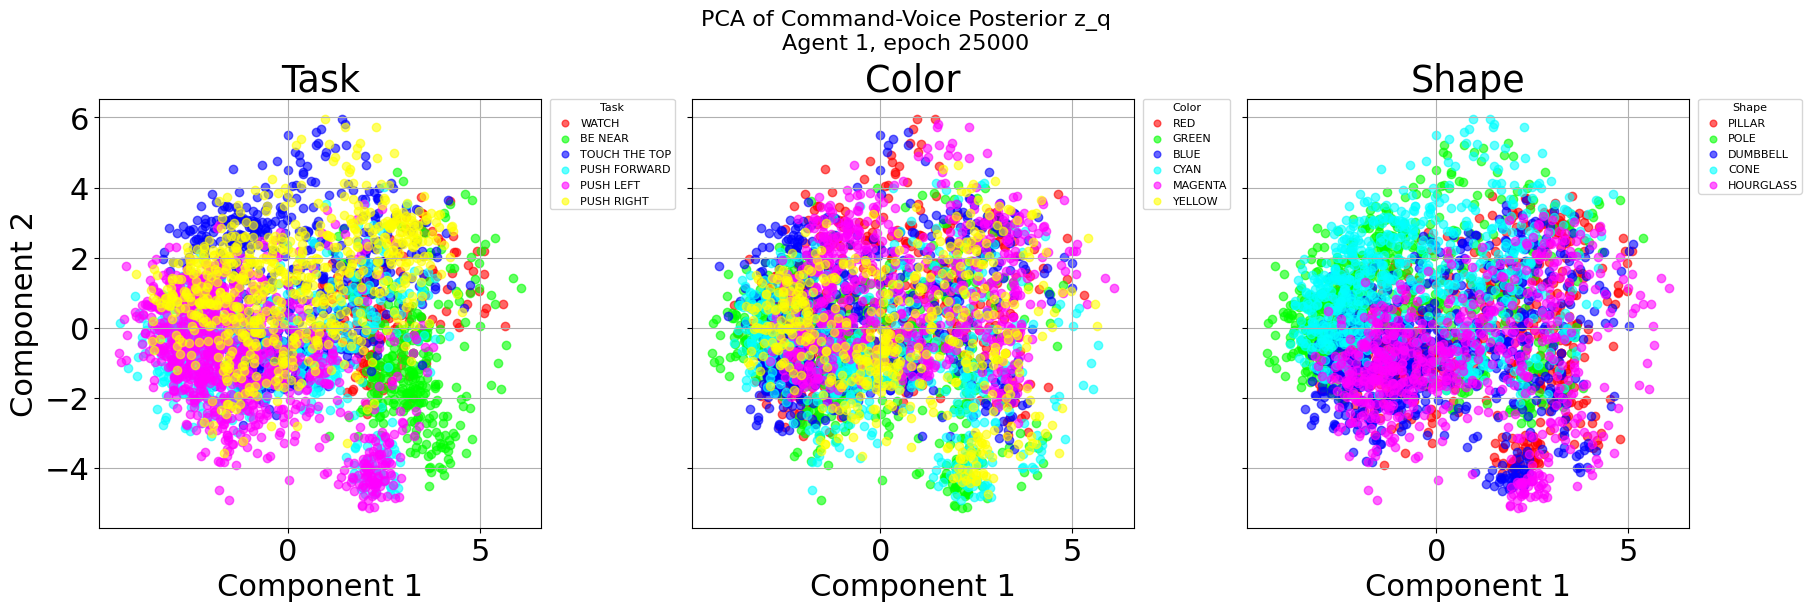 PCA of Command-Voice Posterior z_q
Agent 1, epoch 25000
Task
Component 2
6
4
2
0
−2
−4
0 5
Component 1
Task
WATCH
BE NEAR
TOUCH THE TOP
PUSH FORWARD
PUSH LEFT
PUSH RIGHT
Color
0 5
Component 1
Color
RED
GREEN
BLUE
CYAN
MAGENTA
YELLOW
Shape
0 5
Component 1
Shape
PILLAR
POLE
DUMBBELL
CONE
HOURGLASS